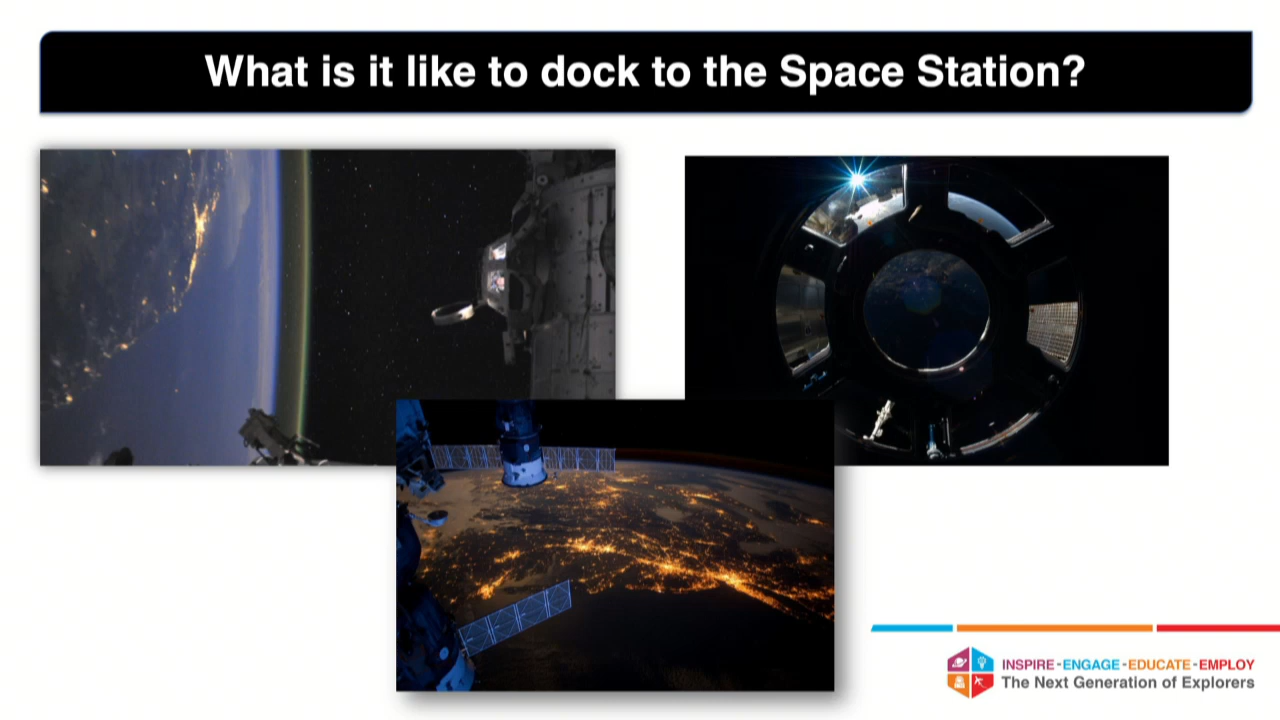 What is it like to dock to the Space Station?
INSPIRE - ENGAGE - EDUCATE - EMPLOY
The Next Generation of Explorers